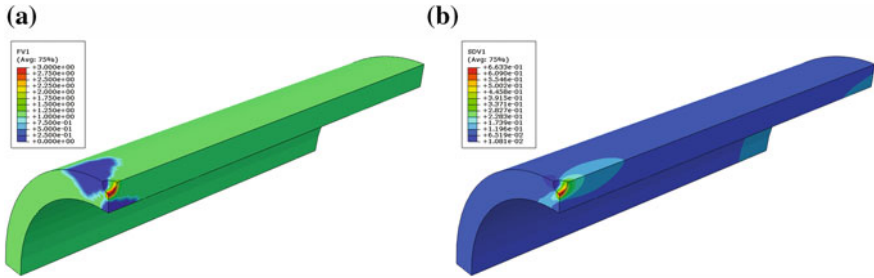 (a)
FV1
(Avg: 75%)
+3.000e+00
+2.750e+00
+2.500e+00
+2.250e+00
+2.000e+00
+1.750e+00
+1.500e+00
+1.250e+00
+1.000e+00
+7.500e-01
+5.000e-01
+2.500e-01
+0.000e+00
(b)
SDV1
(Avg: 75%)
+6.633e-01
+6.090e-01
+5.546e-01
+5.002e-01
+4.458e-01
+3.915e-01
+3.371e-01
+2.827e-01
+2.283e-01
+1.739e-01
+1.196e-01
+6.519e-02
+1.081e-02